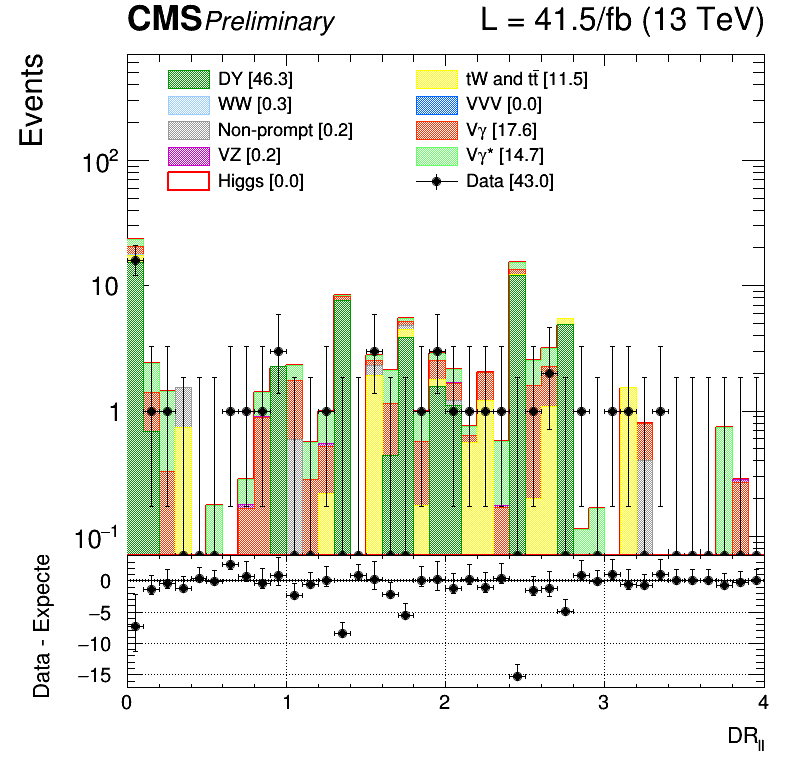 CMS Preliminary L = 41.5/fb (13 TeV)
Events
DY [46.3]
WW [0.3]
Non-prompt [0.2]
VZ [0.2]
Higgs [0.0]
tW and tt̄ [11.5]
VVV [0.0]
Vγ [17.6]
Vγ* [14.7]
Data [43.0]
10²
10
1
10⁻¹
Data - Expecte
0
−5
−10
−15
0 1 2 3 4
DR_ll